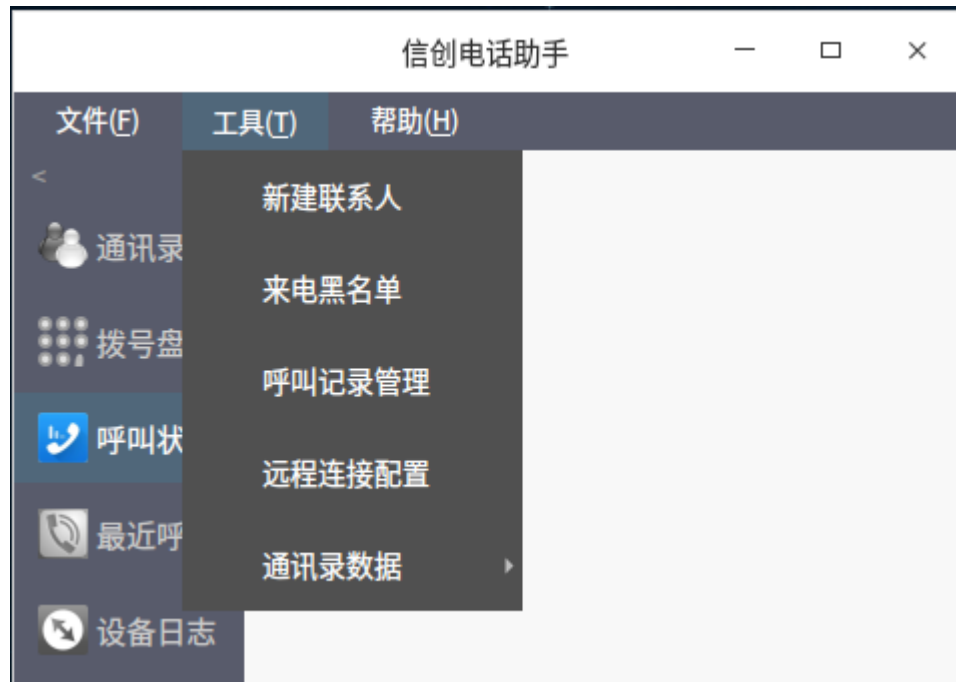 信创电话助手
文件(F) 工具(T) 帮助(H)
<
新建联系人
通讯录
来电黑名单
拨号盘
呼叫记录管理
呼叫状
远程连接配置
最近呼
通讯录数据
设备日志